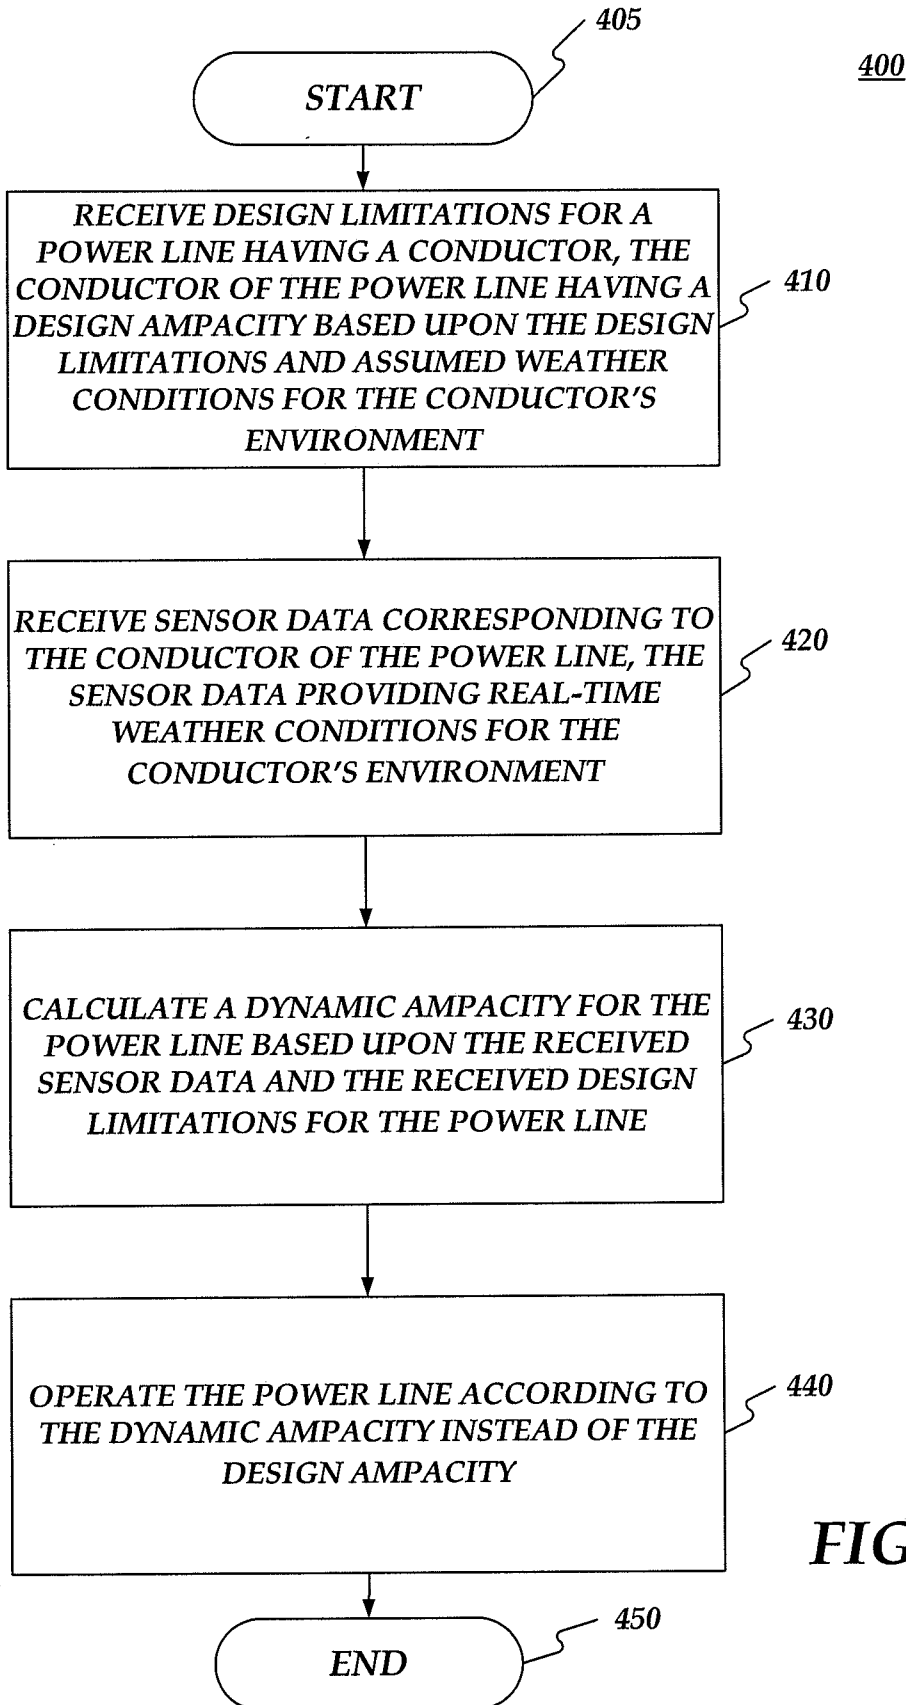 405
400
START
RECEIVE DESIGN LIMITATIONS FOR A
POWER LINE HAVING A CONDUCTOR, THE
CONDUCTOR OF THE POWER LINE HAVING A
DESIGN AMPACITY BASED UPON THE DESIGN
LIMITATIONS AND ASSUMED WEATHER
CONDITIONS FOR THE CONDUCTOR'S
ENVIRONMENT
410
RECEIVE SENSOR DATA CORRESPONDING TO
THE CONDUCTOR OF THE POWER LINE, THE
SENSOR DATA PROVIDING REAL-TIME
WEATHER CONDITIONS FOR THE
CONDUCTOR'S ENVIRONMENT
420
CALCULATE A DYNAMIC AMPACITY FOR THE
POWER LINE BASED UPON THE RECEIVED
SENSOR DATA AND THE RECEIVED DESIGN
LIMITATIONS FOR THE POWER LINE
430
OPERATE THE POWER LINE ACCORDING TO
THE DYNAMIC AMPACITY INSTEAD OF THE
DESIGN AMPACITY
440
FIG
END
450